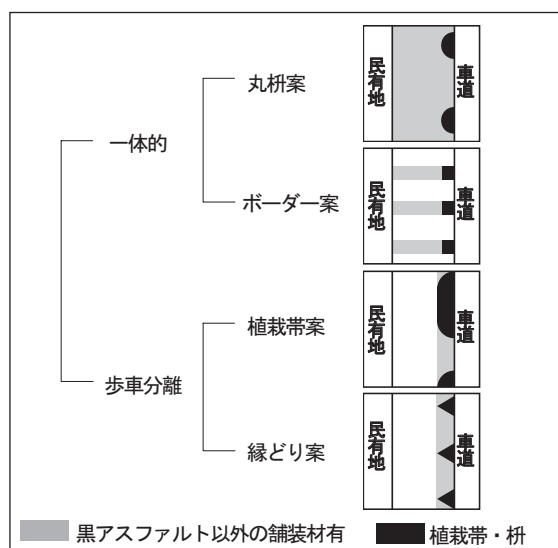 一体的
丸枡案
民有地
車道
ボーダー案
民有地
車道
歩車分離
植栽帯案
民有地
車道
縁どり案
民有地
車道
黒アスファルト以外の舗装材有
植栽帯・枡